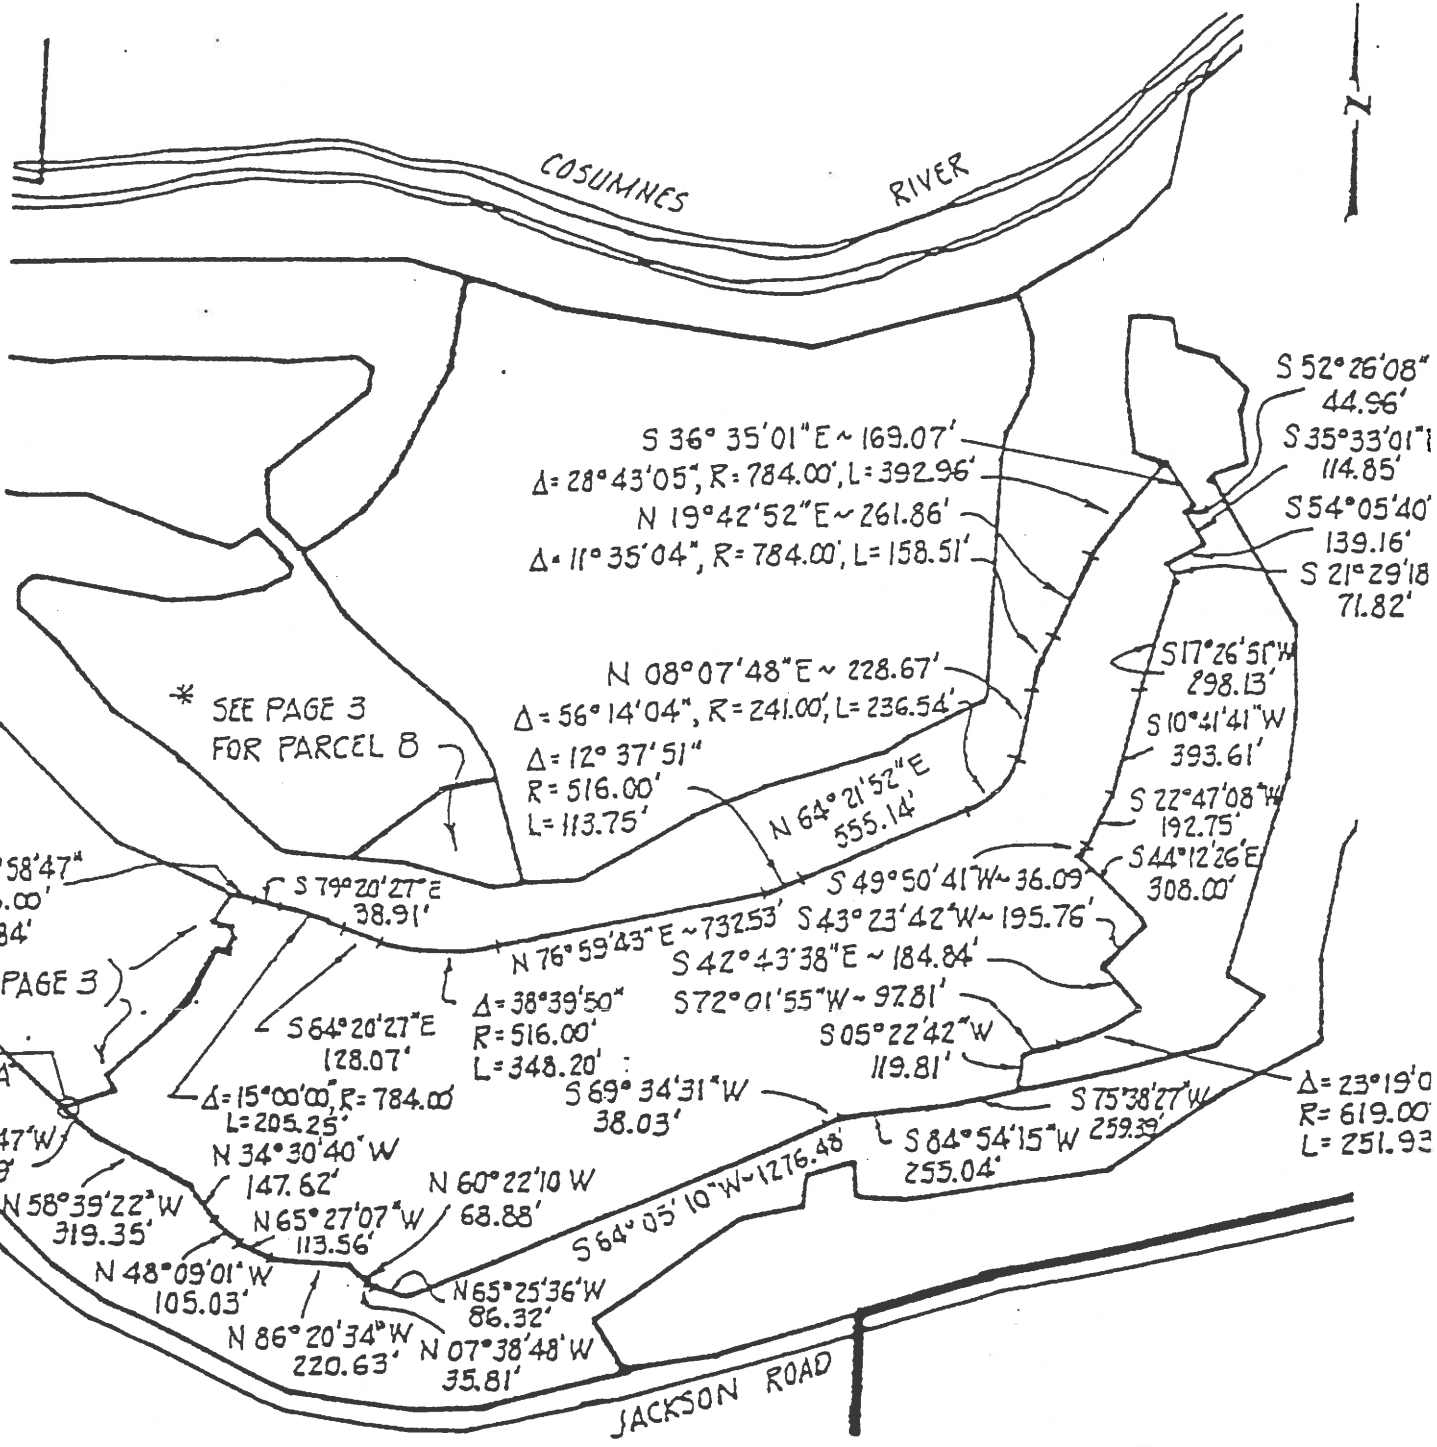 N
COSUMNES RIVER
S 52°26'08"
44.96'
S 36°35'01"E ~ 169.07'
S 35°33'01"E
114.85'
Δ=28°43'05", R=784.00', L=392.96'
N 19°42'52"E ~ 261.86'
S 54°05'40"
139.16'
Δ=11°35'04", R=784.00', L=158.51'
S 21°29'18
71.82'
N 08°07'48"E ~ 228.67'
S 17°26'51"W
298.13'
Δ=56°14'04", R=241.00', L=236.54'
S 10°41'41"W
393.61'
* SEE PAGE 3
FOR PARCEL 8
Δ=12°37'51"
R=516.00'
L=113.75'
N 64°21'52"E
555.14'
S 22°47'08"W
192.75'
S 44°12'26"E
308.00'
58'47"
.00'
84'
S 79°20'27"E
38.91'
S 49°50'41"W ~ 36.09'
S 43°23'42"W ~ 195.76'
N 76°59'43"E ~ 732.53'
S 42°43'38"E ~ 184.84'
PAGE 3
S 72°01'55"W ~ 97.81'
S 64°20'27"E
128.07'
Δ=38°39'50"
R=516.00'
L=348.20'
S 05°22'42"W
119.81'
Δ=15°00'00", R=784.00'
L=205.25'
S 69°34'31"W
38.03'
S 75°38'27"W
259.39'
Δ=23°19'0
R=619.00'
L=251.93
S 84°54'15"W
255.04'
47"W
N 34°30'40"W
147.62'
S 64°05'10"W ~ 1276.48'
N 60°22'10 W
68.88'
N 58°39'22"W
319.35'
N 65°27'07"W
113.56'
N 48°09'01"W
105.03'
N 65°25'36"W
86.32'
N 86°20'34"W
220.63'
N 07°38'48"W
35.81'
JACKSON ROAD